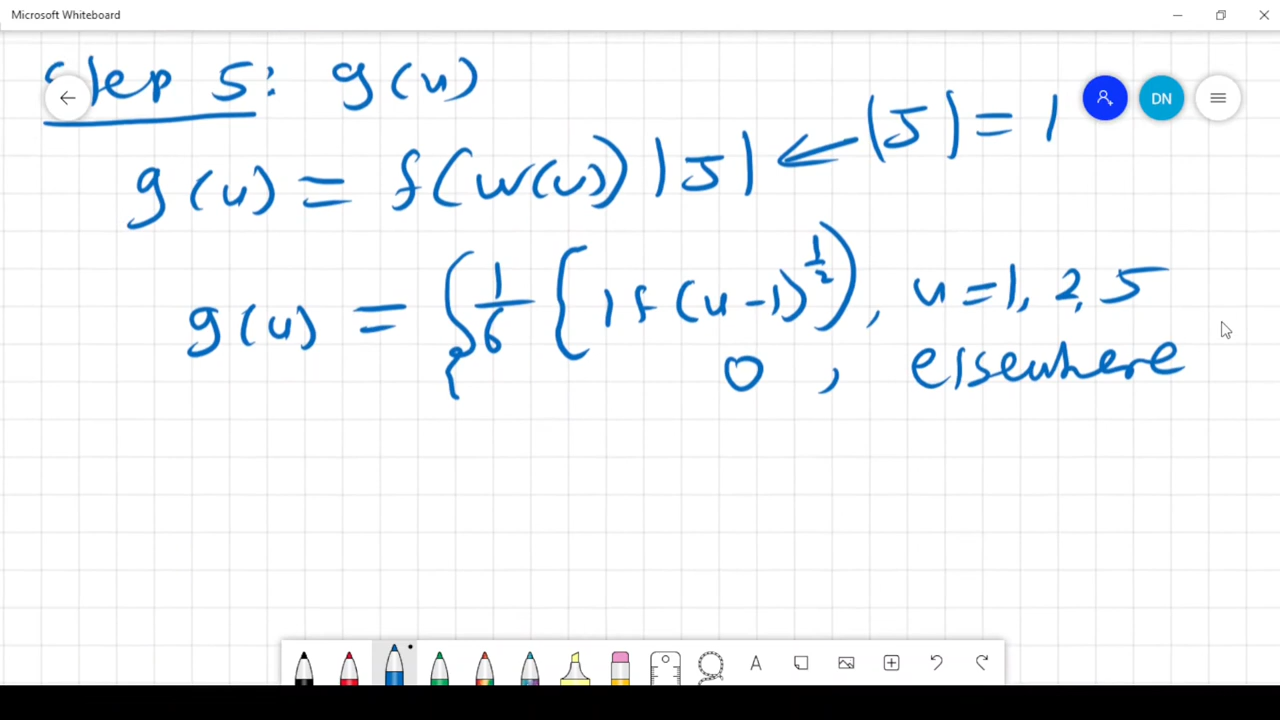 Microsoft Whiteboard
Step 5: g(u)
DN
g(u) = f(w(u)) |J| ← |J| = 1
g(u) = { 1/6 [1 + (u-1)^{1/2}), u = 1, 2, 5
0, elsewhere
A